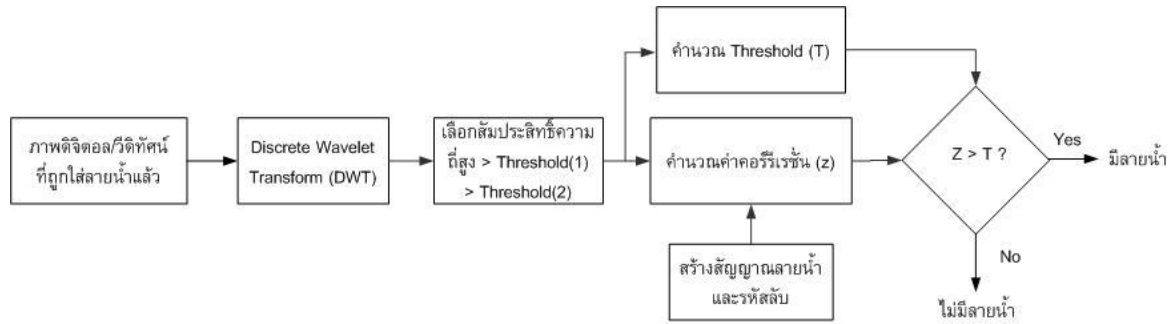 ภาพดิจิตอล/วีดิทัศน์
ที่ถูกใส่ลายน้ำแล้ว
Discrete Wavelet
Transform (DWT)
เลือกสัมประสิทธิ์ความ
ถี่สูง > Threshold(1)
> Threshold(2)
คำนวณ Threshold (T)
คำนวณค่าคอร์รีเรชั่น (z)
สร้างสัญญาณลายน้ำ
และรหัสลับ
Z > T ?
Yes
มีลายน้ำ
No
ไม่มีลายน้ำ